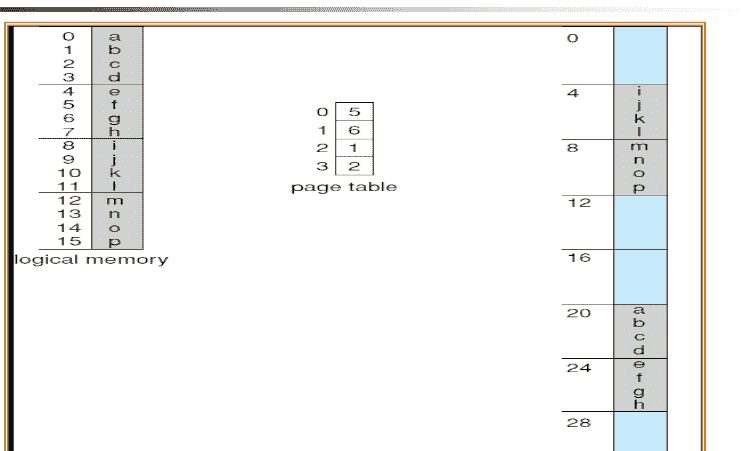 0 a
1 b
2 c
3 d
4 e
5 f
6 g
7 h
8 i
9 j
10 k
11 l
12 m
13 n
14 o
15 p
logical memory
0 5
1 6
2 1
3 2
page table
0
4 i
j
k
l
8 m
n
o
p
12
16
20 a
b
c
d
24 e
f
g
h
28